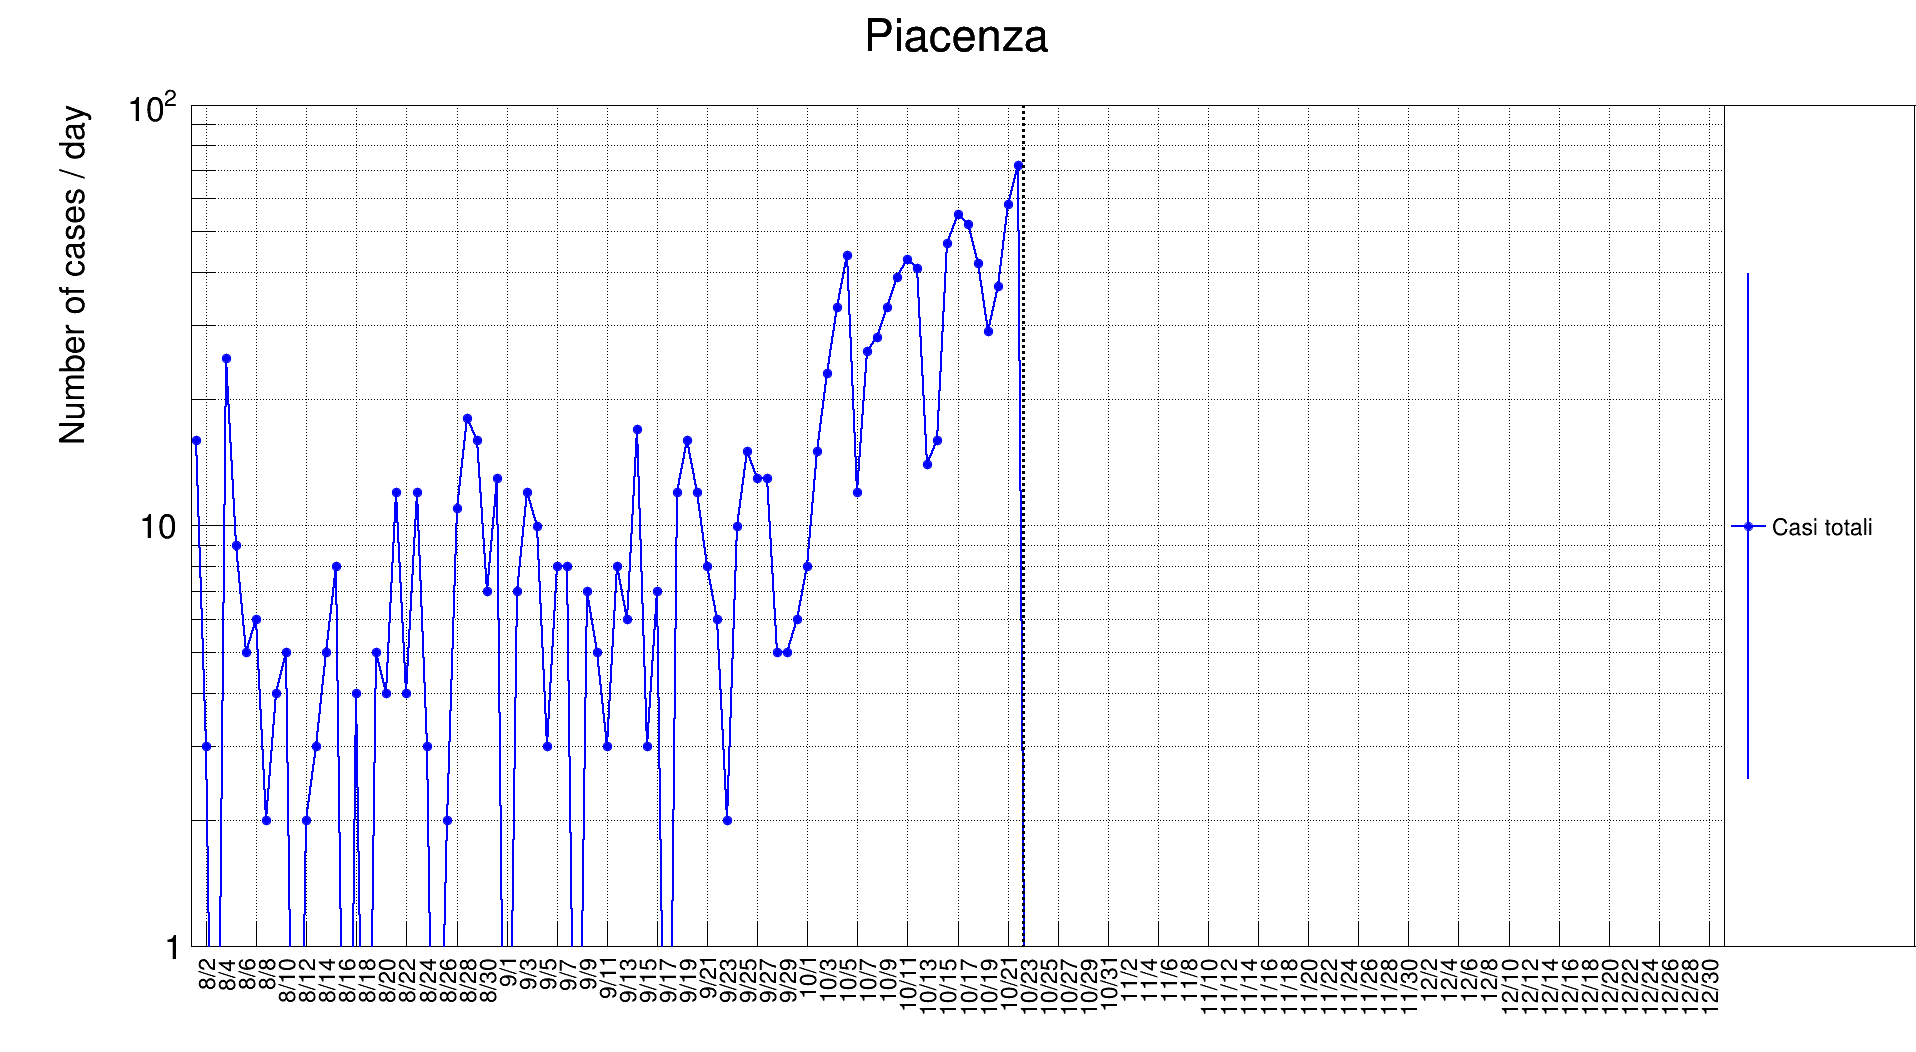 Piacenza
Number of cases / day
10²
10
1
8/2 8/4 8/6 8/8 8/10 8/12 8/14 8/16 8/18 8/20 8/22 8/24 8/26 8/28 8/30 9/1 9/3 9/5 9/7 9/9 9/11 9/13 9/15 9/17 9/19 9/21 9/23 9/25 9/27 9/29 10/1 10/3 10/5 10/7 10/9 10/11 10/13 10/15 10/17 10/19 10/21 10/23 10/25 10/27 10/29 10/31 11/2 11/4 11/6 11/8 11/10 11/12 11/14 11/16 11/18 11/20 11/22 11/24 11/26 11/28 11/30 12/2 12/4 12/6 12/8 12/10 12/12 12/14 12/16 12/18 12/20 12/22 12/24 12/26 12/28 12/30
Casi totali